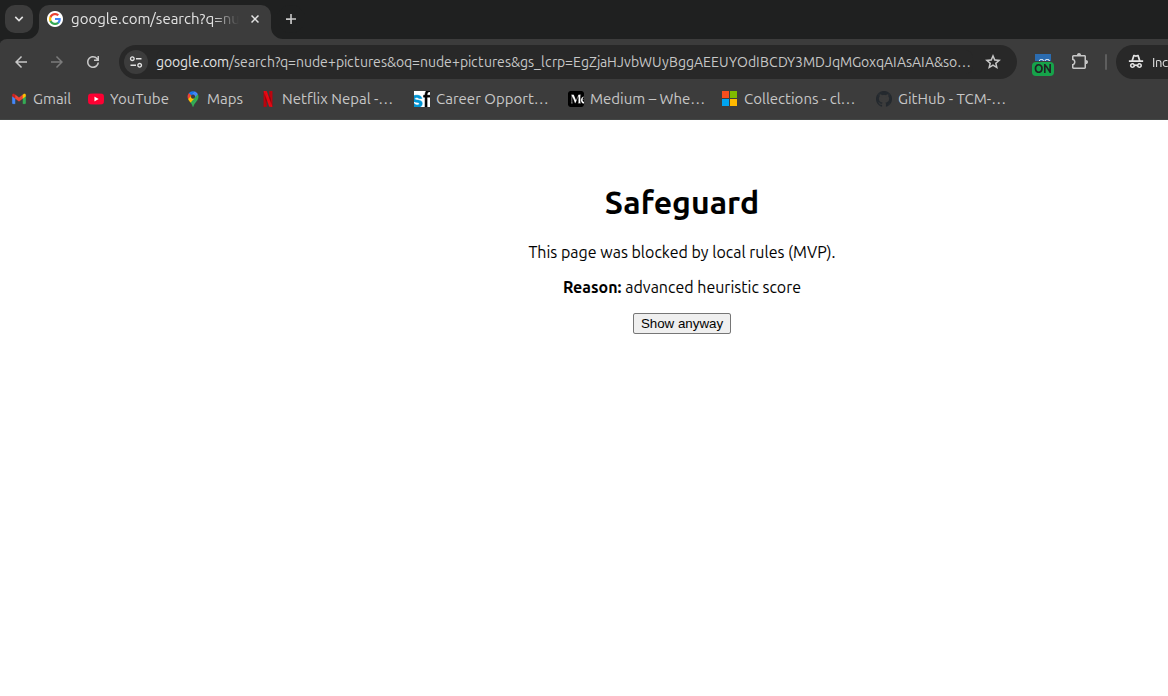 google.com/search?q=nu
google.com/search?q=nude+pictures&oq=nude+pictures&gs_lcrp=EgZjaHJvbWUyBggAEEUYOdIBCDY3MDJqMGoxqAIAsAIA&so...
ON
Inc
Gmail
YouTube
Maps
Netflix Nepal -...
Career Opport...
Medium – Whe...
Collections - cl...
GitHub - TCM-...
Safeguard
This page was blocked by local rules (MVP).
Reason: advanced heuristic score
Show anyway